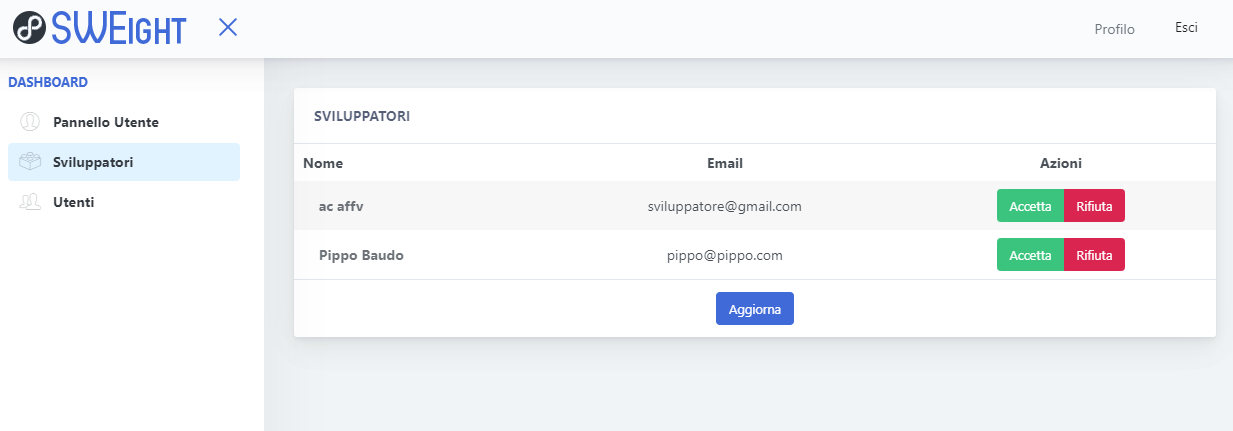 SWEIGHT
Profilo
Esci
DASHBOARD
Pannello Utente
Sviluppatori
Utenti
SVILUPPATORI
Nome Email Azioni
ac affv sviluppatore@gmail.com Accetta Rifiuta
Pippo Baudo pippo@pippo.com Accetta Rifiuta
Aggiorna